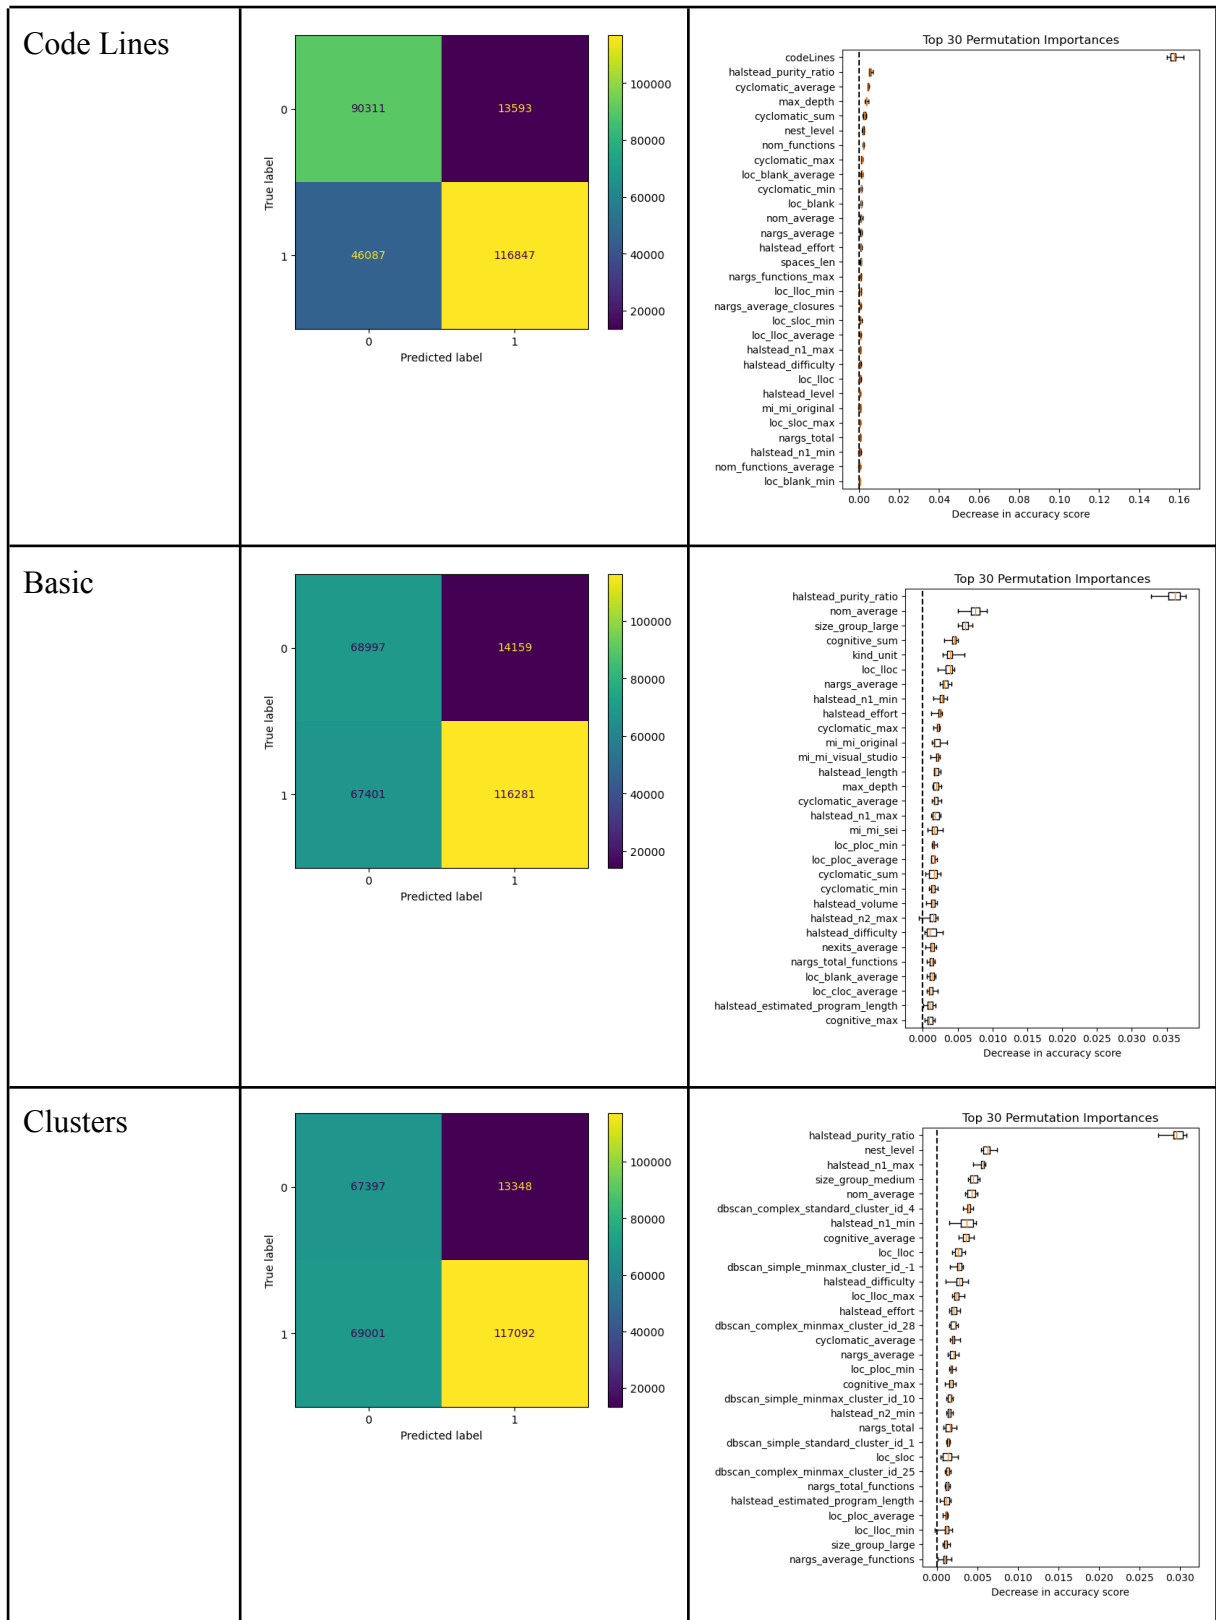 Code Lines
0
1
True label
90311
13593
46087
116847
0
1
Predicted label
100000
80000
60000
40000
20000
Top 30 Permutation Importances
codeLines
halstead_purity_ratio
cyclomatic_average
max_depth
cyclomatic_sum
nest_level
nom_functions
cyclomatic_max
loc_blank_average
cyclomatic_min
loc_blank
nom_average
nargs_average
halstead_effort
spaces_len
nargs_functions_max
loc_lloc_min
nargs_average_closures
loc_sloc_min
loc_lloc_average
halstead_n1_max
halstead_difficulty
loc_lloc
halstead_level
mi_mi_original
loc_sloc_max
nargs_total
halstead_n1_min
nom_functions_average
loc_blank_min
0.00 0.02 0.04 0.06 0.08 0.10 0.12 0.14 0.16
Decrease in accuracy score
Basic
0
1
True label
68997
14159
67401
116281
0
1
Predicted label
100000
80000
60000
40000
20000
Top 30 Permutation Importances
halstead_purity_ratio
nom_average
size_group_large
cognitive_sum
kind_unit
loc_lloc
nargs_average
halstead_n1_min
halstead_effort
cyclomatic_max
mi_mi_original
mi_mi_visual_studio
halstead_length
max_depth
cyclomatic_average
halstead_n1_max
mi_mi_sei
loc_ploc_min
loc_ploc_average
cyclomatic_sum
cyclomatic_min
halstead_volume
halstead_n2_max
halstead_difficulty
nexits_average
nargs_total_functions
loc_blank_average
loc_cloc_average
halstead_estimated_program_length
cognitive_max
0.000 0.005 0.010 0.015 0.020 0.025 0.030 0.035
Decrease in accuracy score
Clusters
0
1
True label
67397
13348
69001
117092
0
1
Predicted label
100000
80000
60000
40000
20000
Top 30 Permutation Importances
halstead_purity_ratio
nest_level
halstead_n1_max
size_group_medium
nom_average
dbscan_complex_standard_cluster_id_4
halstead_n1_min
cognitive_average
loc_lloc
dbscan_simple_minmax_cluster_id_-1
halstead_difficulty
loc_lloc_max
halstead_effort
dbscan_complex_minmax_cluster_id_28
cyclomatic_average
nargs_average
loc_ploc_min
cognitive_max
dbscan_simple_minmax_cluster_id_10
halstead_n2_min
nargs_total
dbscan_simple_standard_cluster_id_1
loc_sloc
dbscan_complex_minmax_cluster_id_25
nargs_total_functions
halstead_estimated_program_length
loc_ploc_average
loc_lloc_min
size_group_large
nargs_average_functions
0.000 0.005 0.010 0.015 0.020 0.025 0.030
Decrease in accuracy score